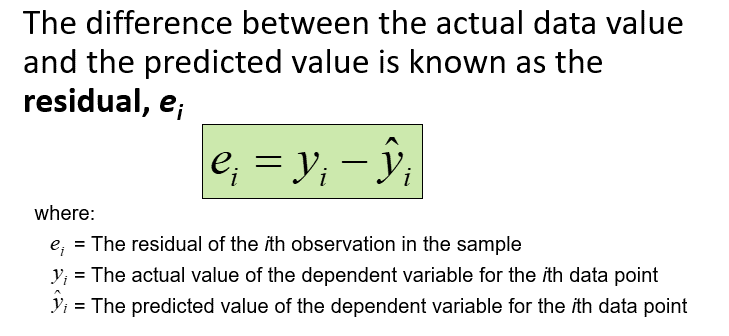 The difference between the actual data value
and the predicted value is known as the
residual, eᵢ
eᵢ = yᵢ − ŷᵢ
where:
eᵢ = The residual of the ith observation in the sample
yᵢ = The actual value of the dependent variable for the ith data point
ŷᵢ = The predicted value of the dependent variable for the ith data point